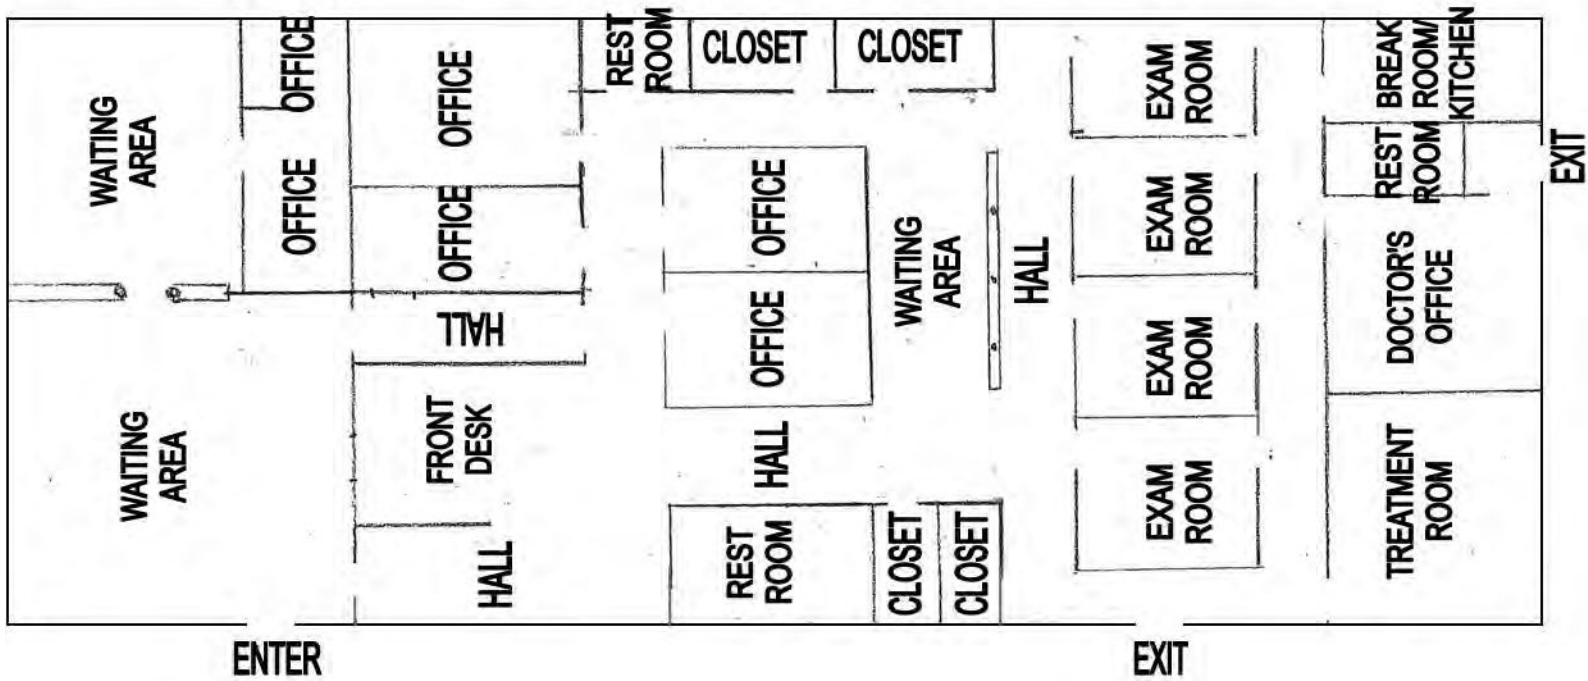 WAITING
AREA
WAITING
AREA
OFFICE
OFFICE
OFFICE
OFFICE
HALL
FRONT
DESK
HALL
REST
ROOM
CLOSET
CLOSET
OFFICE
OFFICE
HALL
REST
ROOM
WAITING
AREA
CLOSET
CLOSET
HALL
EXAM
ROOM
EXAM
ROOM
EXAM
ROOM
EXAM
ROOM
BREAK
ROOM/
KITCHEN
REST
ROOM
DOCTOR'S
OFFICE
TREATMENT
ROOM
EXIT
ENTER
EXIT